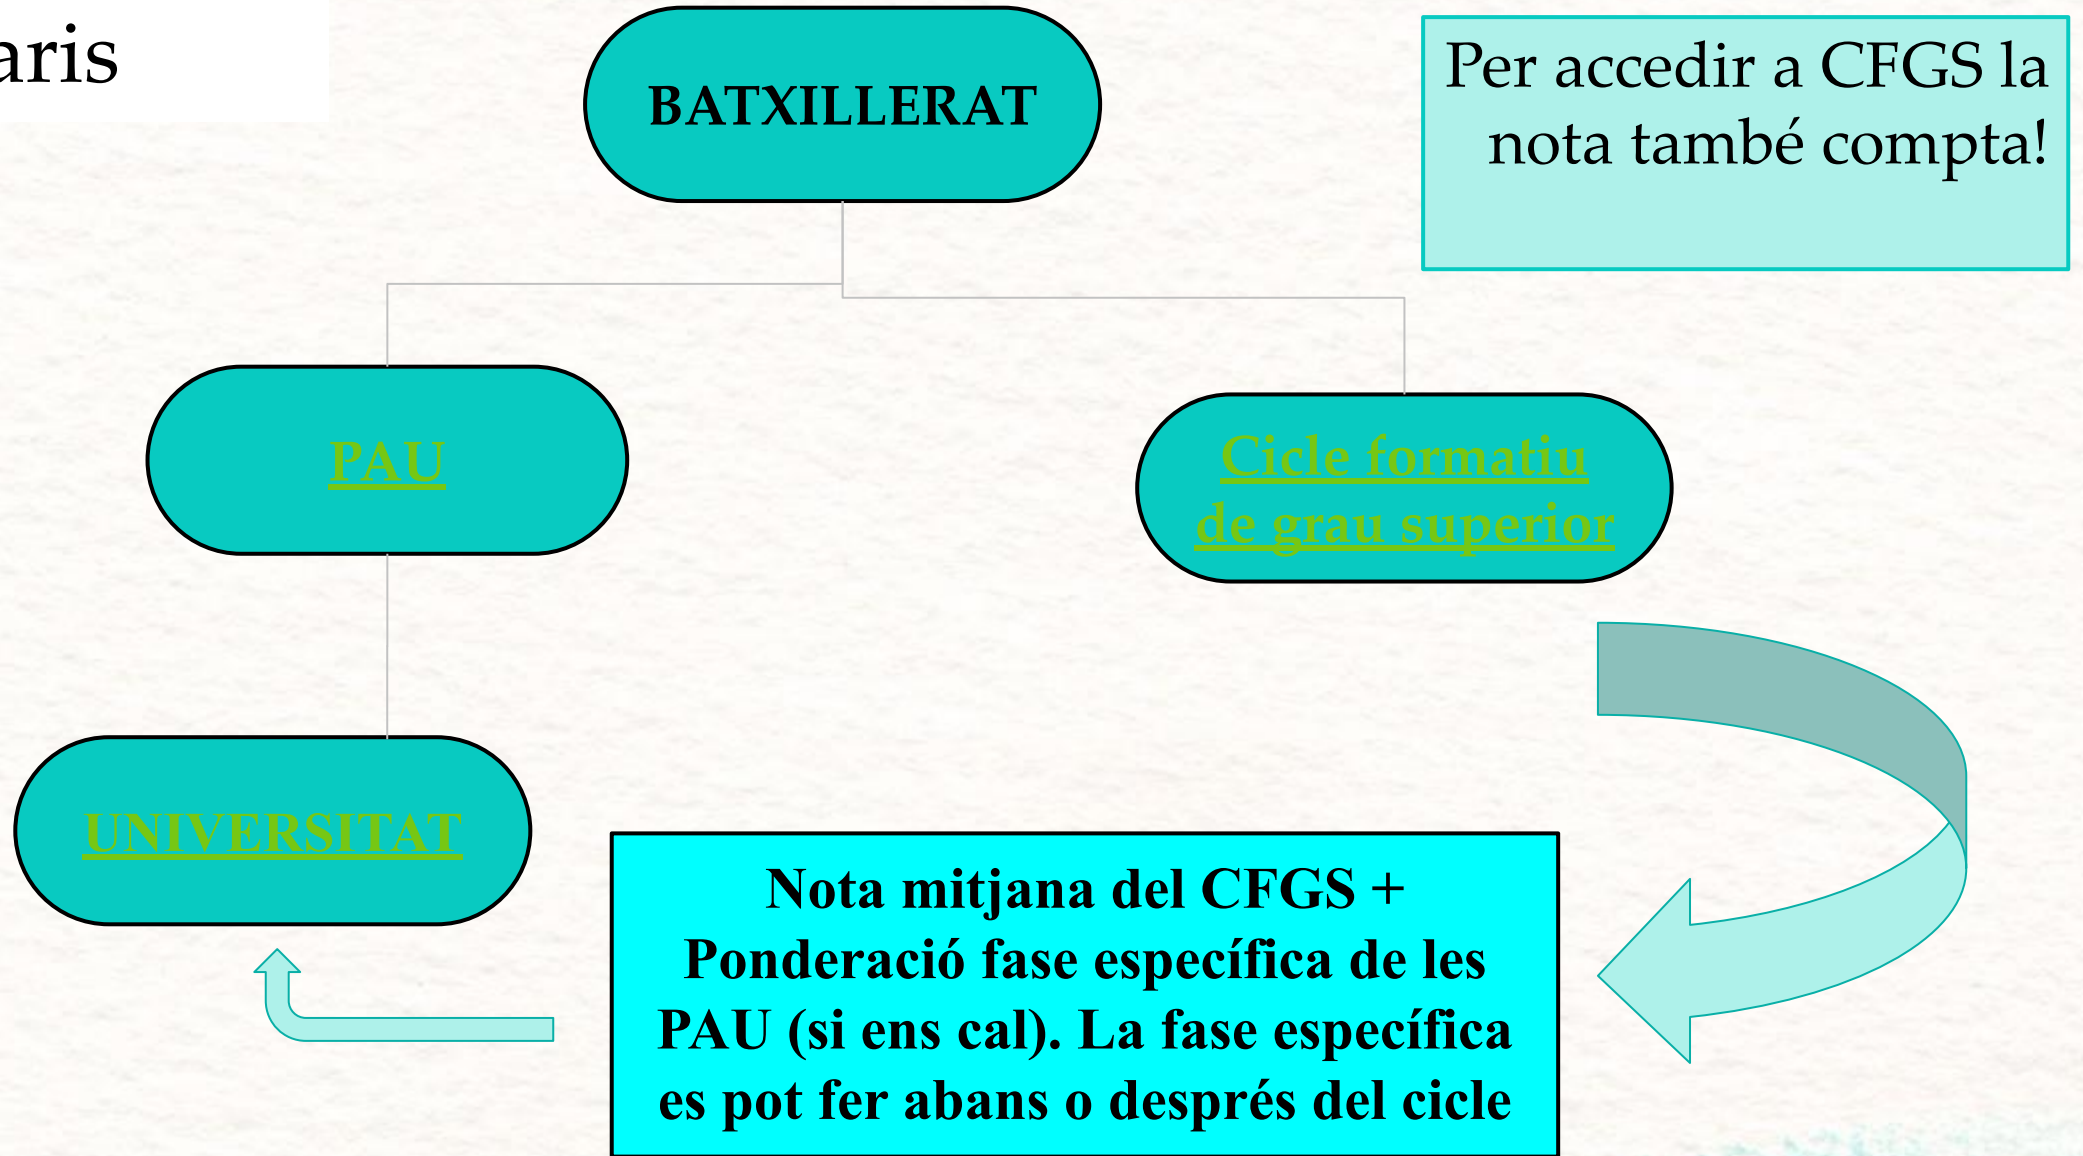 aris
BATXILLERAT
Per accedir a CFGS la
nota també compta!
PAU
Cicle formatiu
de grau superior
UNIVERSITAT
Nota mitjana del CFGS +
Ponderació fase específica de les
PAU (si ens cal). La fase específica
es pot fer abans o després del cicle